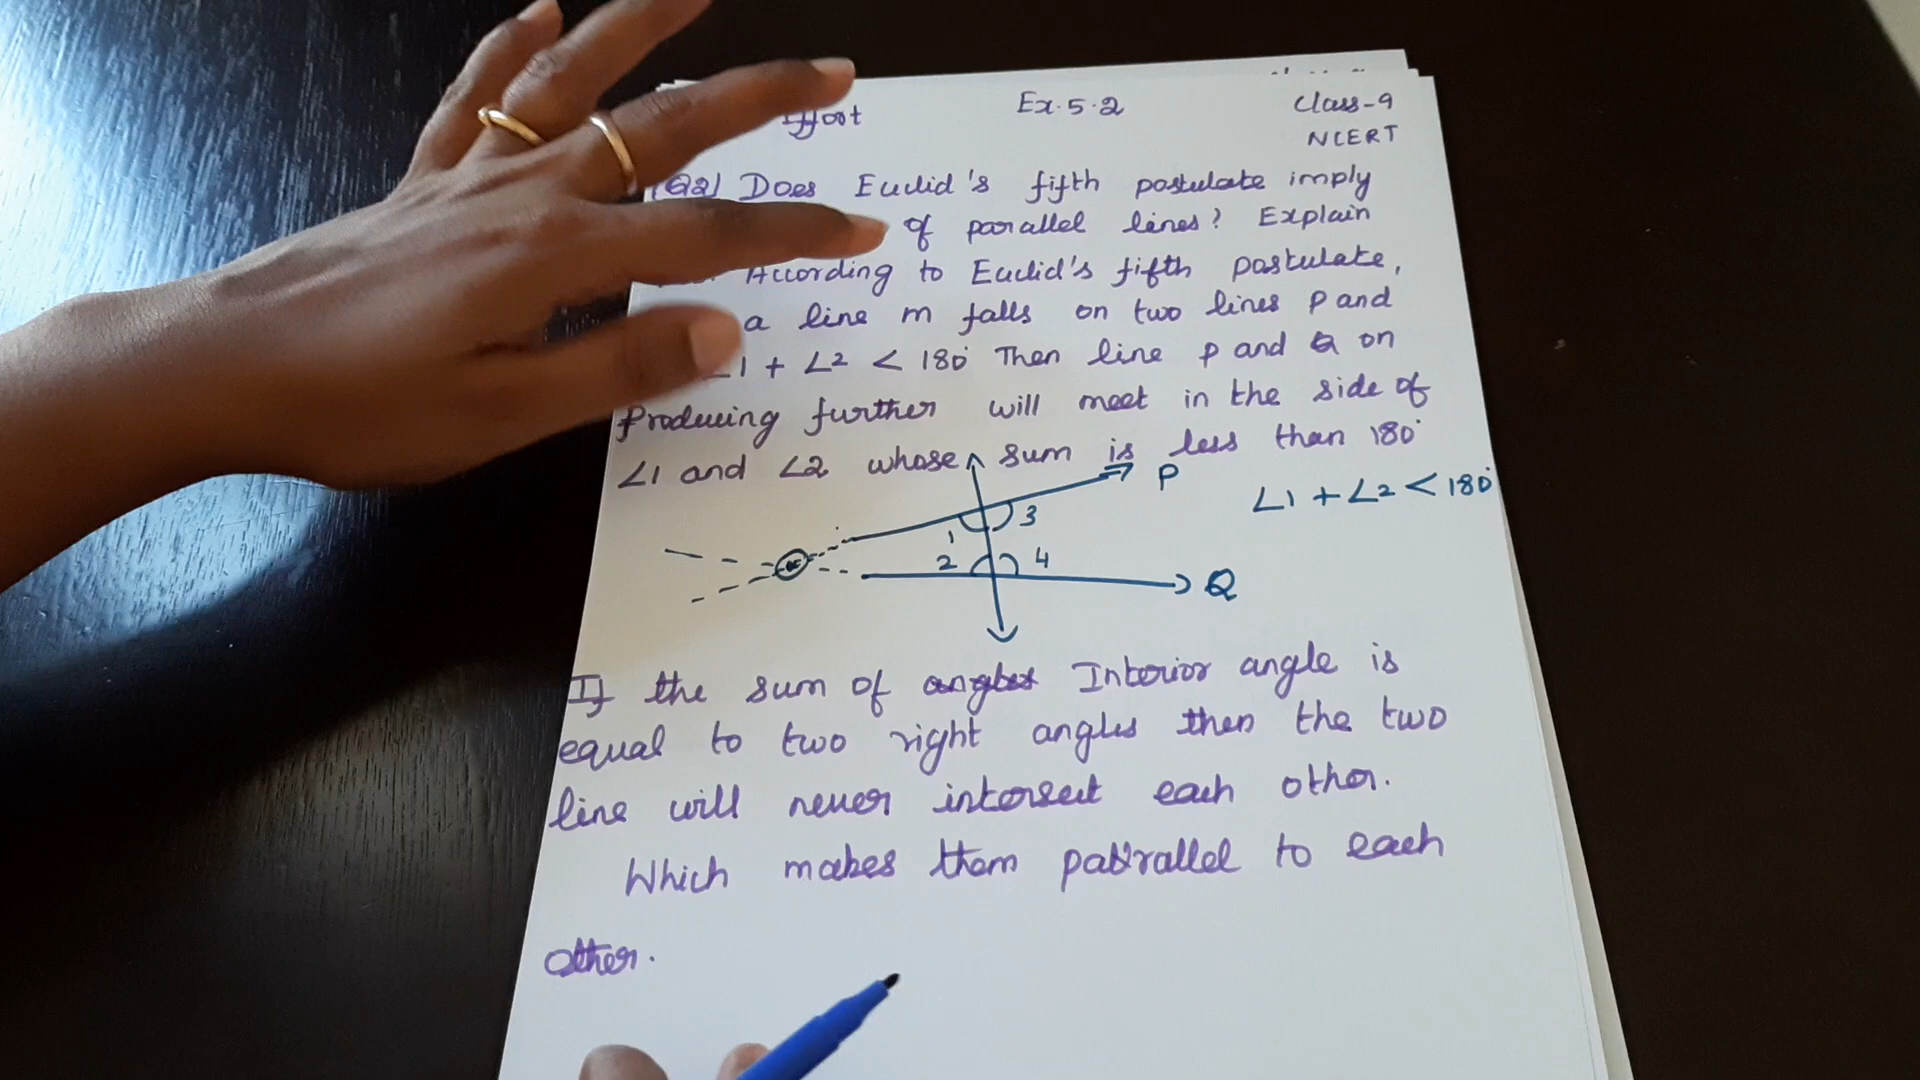 Effort Ex.5.2 Class-9
NCERT
(Q2) Does Euclid's fifth postulate imply
of parallel lines? Explain
According to Euclid's fifth postulate,
a line m falls on two lines P and
∠1 + ∠2 < 180° Then line p and Q on
Producing further will meet in the side of
∠1 and ∠2 whose sum is less than 180°
P
∠1 + ∠2 < 180°
1 3
2 4
Q
If the sum of angles Interior angle is
equal to two right angles then the two
line will never intersect each other.
Which makes them parallel to each
other.